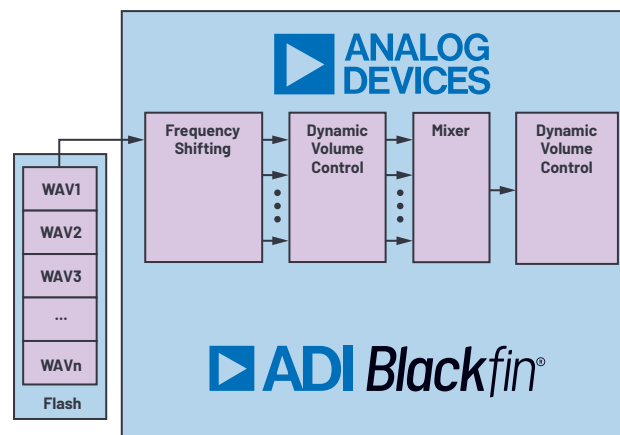 ANALOG
DEVICES
Frequency
Shifting
Dynamic
Volume
Control
Mixer
Dynamic
Volume
Control
WAV1
WAV2
WAV3
...
WAVn
Flash
ADI Blackfin®